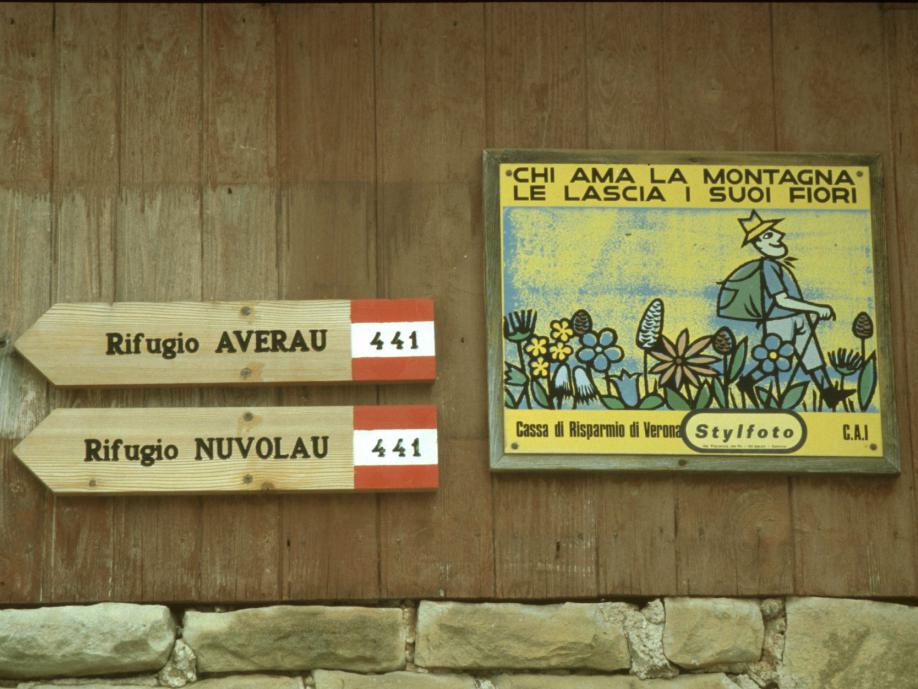 Rifugio AVERAU 441
Rifugio NUVOLAU 441
CHI AMA LA MONTAGNA
LE LASCIA I SUOI FIORI
Cassa di Risparmio di Verona
Stylfoto
C.A.I